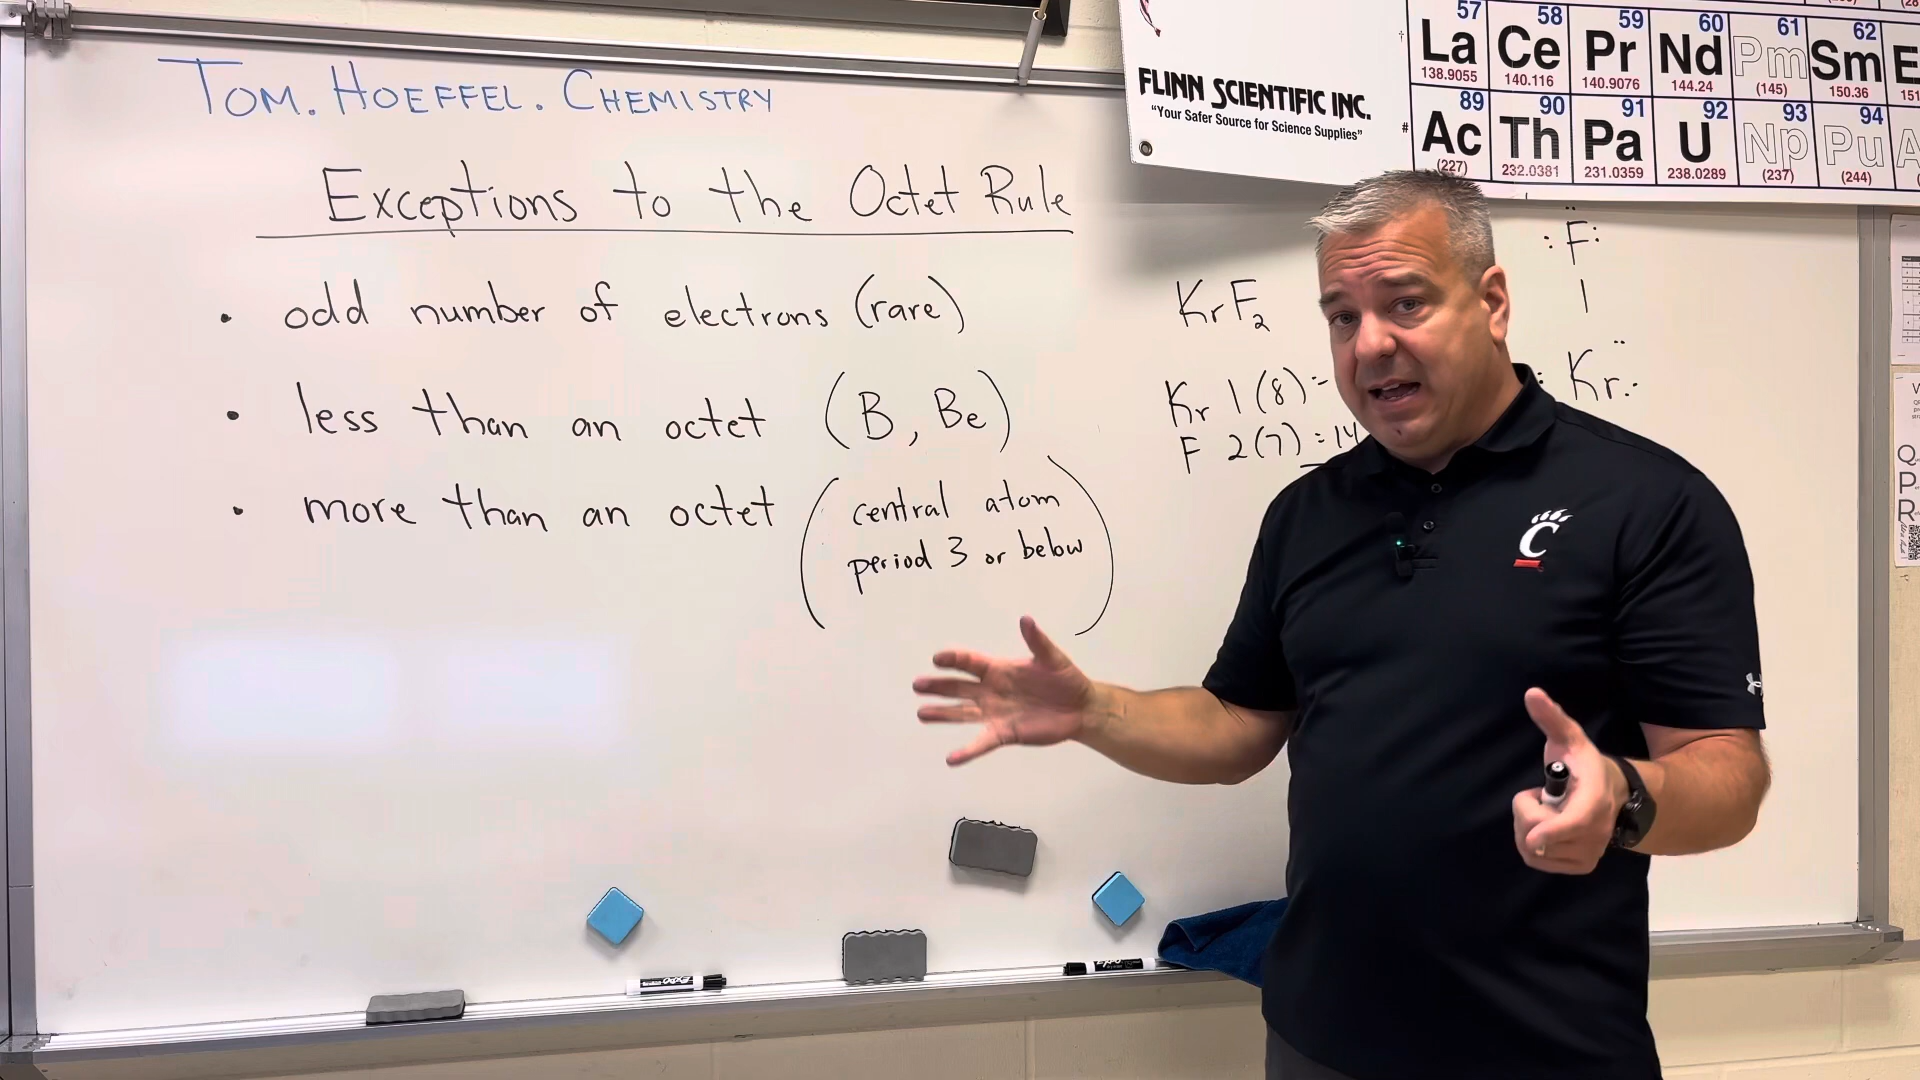 TOM. HOEFFEL. CHEMISTRY
Exceptions to the Octet Rule
• odd number of electrons (rare)
• less than an octet (B, Be)
• more than an octet (central atom
period 3 or below)
KrF2
Kr 1 (8) =
F 2 (7) = 14
:F:
Kr
FLINN SCIENTIFIC INC.
"Your Safer Source for Science Supplies"
57 58 59 60 61 62
La Ce Pr Nd Pm Sm
138.9055 140.116 140.9076 144.24 (145) 150.36 151
89 90 91 92 93 94
# Ac Th Pa U Np Pu A
(227) 232.0381 231.0359 238.0289 (237) (244)
C
EXPO
Q
P
R